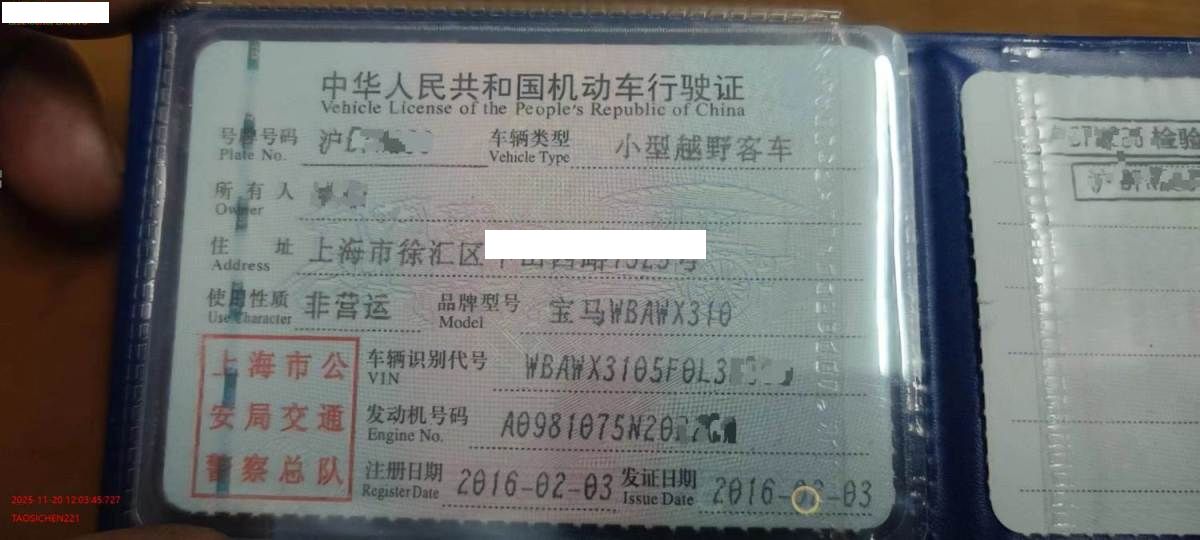 中华人民共和国机动车行驶证
Vehicle License of the People's Republic of China
号牌号码 沪
Plate No.
车辆类型 小型越野客车
Vehicle Type
所有人
Owner
住址 上海市徐汇区
Address
使用性质 非营运
Use Character
品牌型号 宝马WBAWX310
Model
车辆识别代号 WBAWX3105F0L3
VIN
发动机号码 A0981075N20
Engine No.
注册日期 2016-02-03
Register Date
发证日期 2016-02-03
Issue Date
上海市公
安局交通
警察总队
检验
2025-11-20 12:03:45:727
TAOSICHEN221